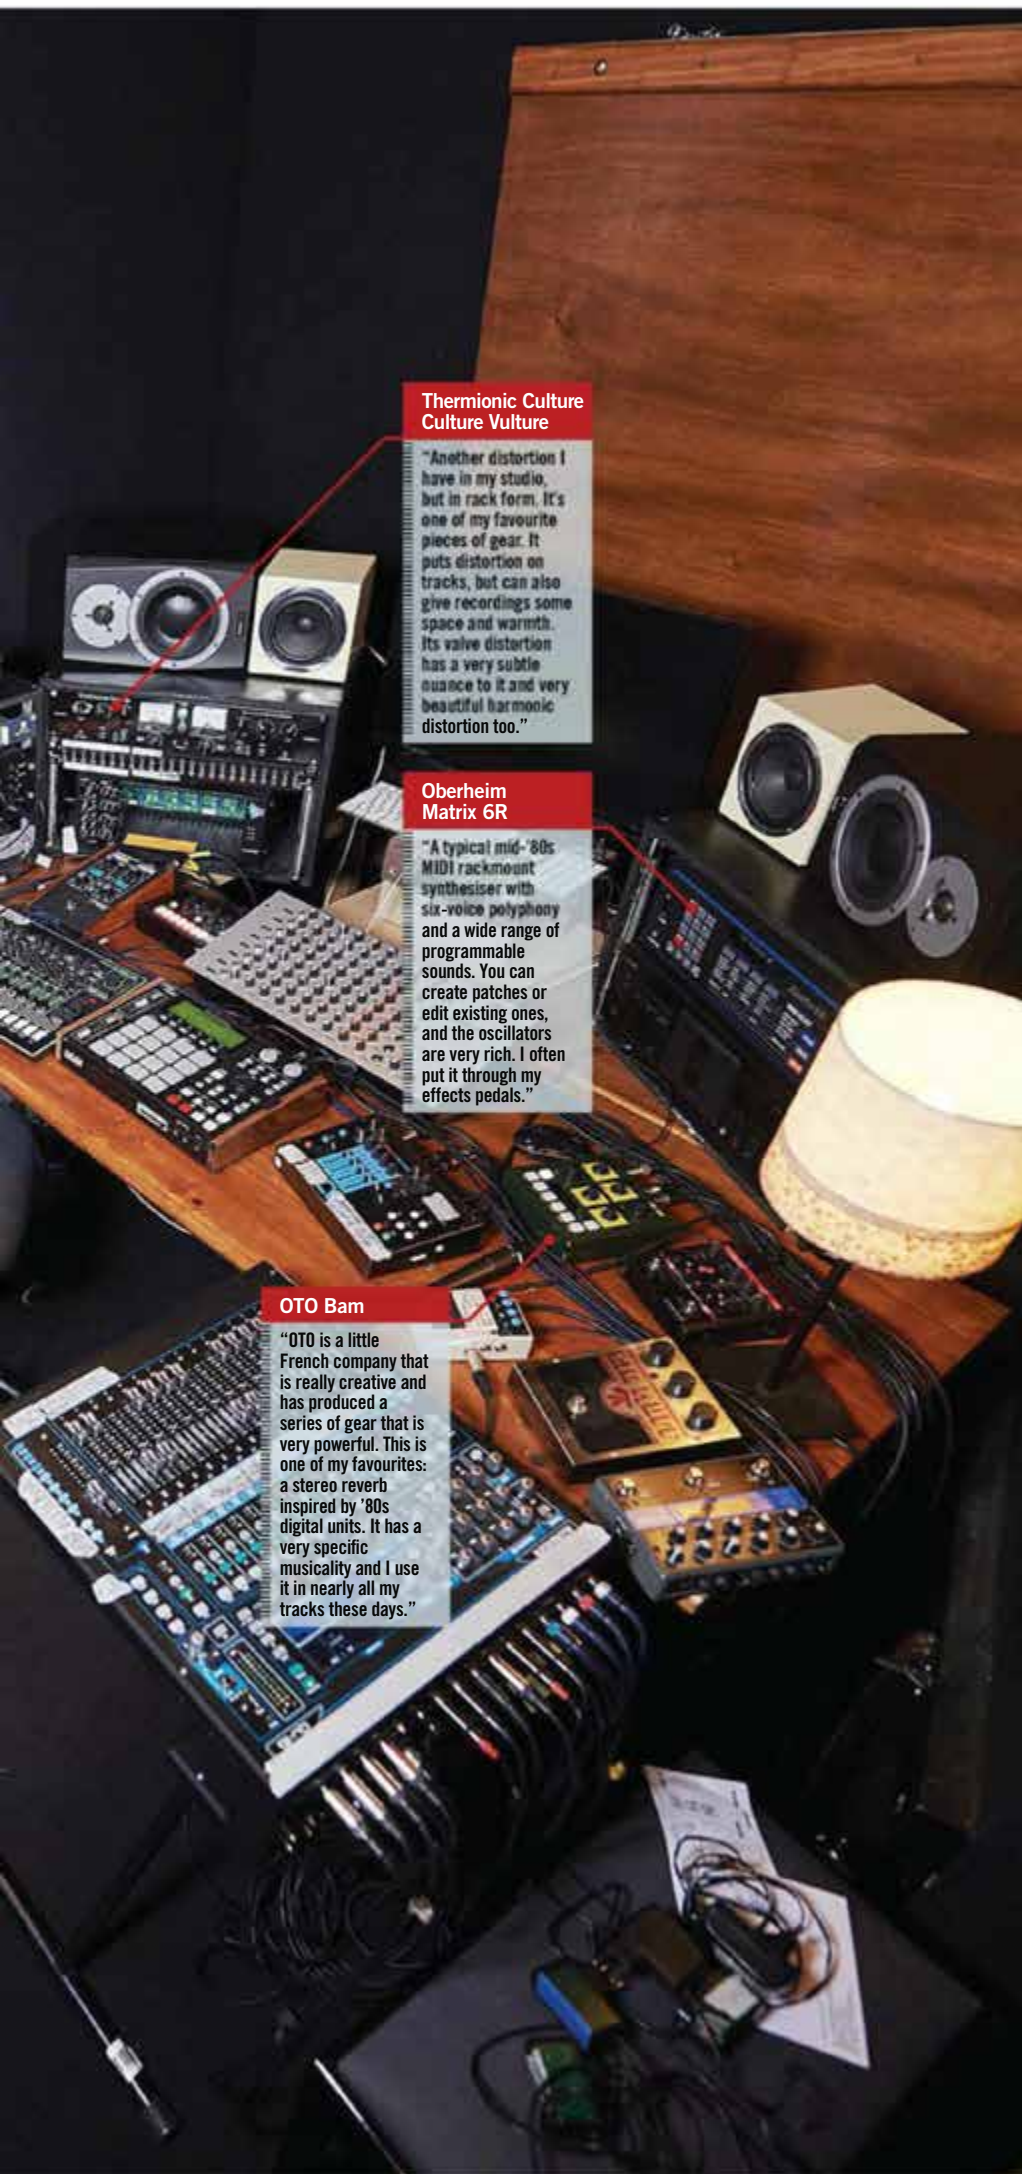 Thermionic Culture
Culture Vulture
“Another distortion I
have in my studio,
but in rack form. It's
one of my favourite
pieces of gear. It
puts distortion on
tracks, but can also
give recordings some
space and warmth.
Its valve distortion
has a very subtle
nuance to it and very
beautiful harmonic
distortion too.”
Oberheim
Matrix 6R
“A typical mid-’80s
MIDI rackmount
synthesiser with
six-voice polyphony
and a wide range of
programmable
sounds. You can
create patches or
edit existing ones,
and the oscillators
are very rich. I often
put it through my
effects pedals.”
OTO Bam
“OTO is a little
French company that
is really creative and
has produced a
series of gear that is
very powerful. This is
one of my favourites:
a stereo reverb
inspired by ’80s
digital units. It has a
very specific
musicality and I use
it in nearly all my
tracks these days.”